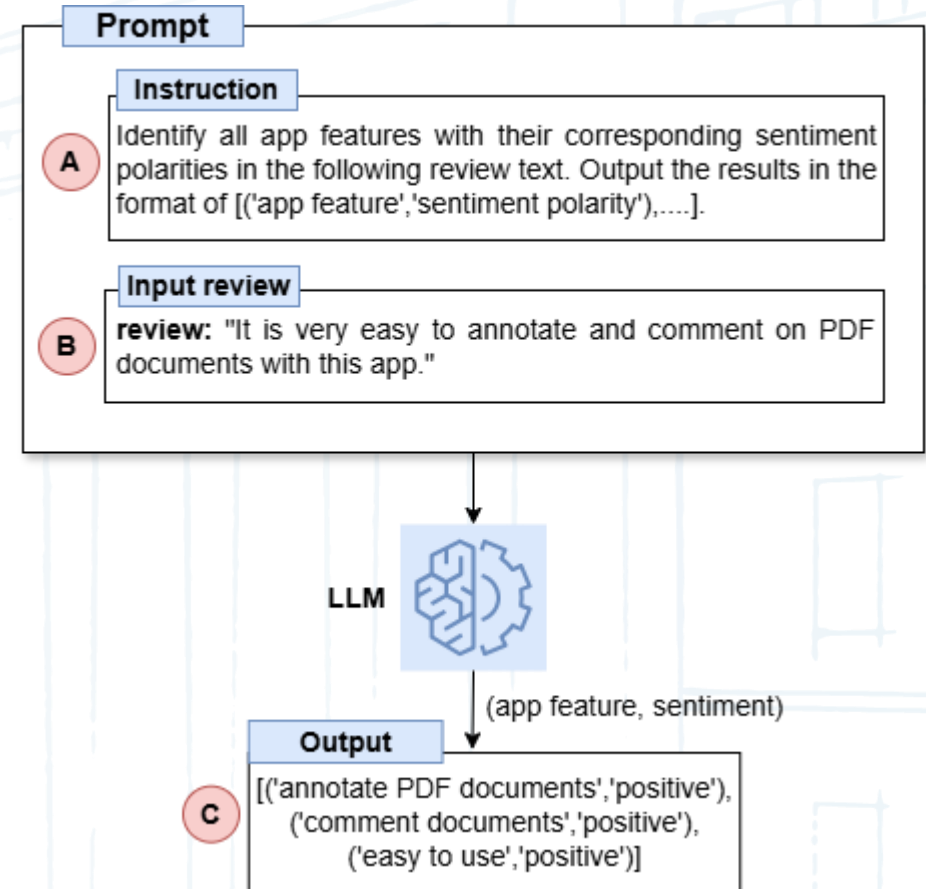 Prompt
Instruction
A
Identify all app features with their corresponding sentiment
polarities in the following review text. Output the results in the
format of [('app feature','sentiment polarity'),....].
Input review
B
review: "It is very easy to annotate and comment on PDF
documents with this app."
LLM
(app feature, sentiment)
Output
C
[('annotate PDF documents','positive'),
('comment documents','positive'),
('easy to use','positive')]